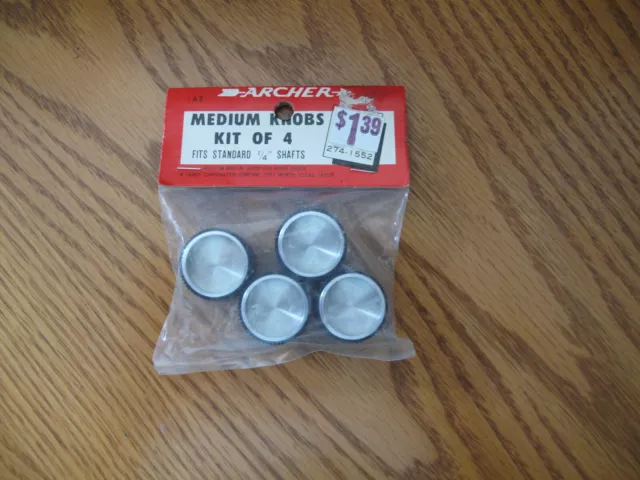 ARCHER
MEDIUM KNOBS
KIT OF 4
FITS STANDARD 1/4" SHAFTS
$1.39
274-1552